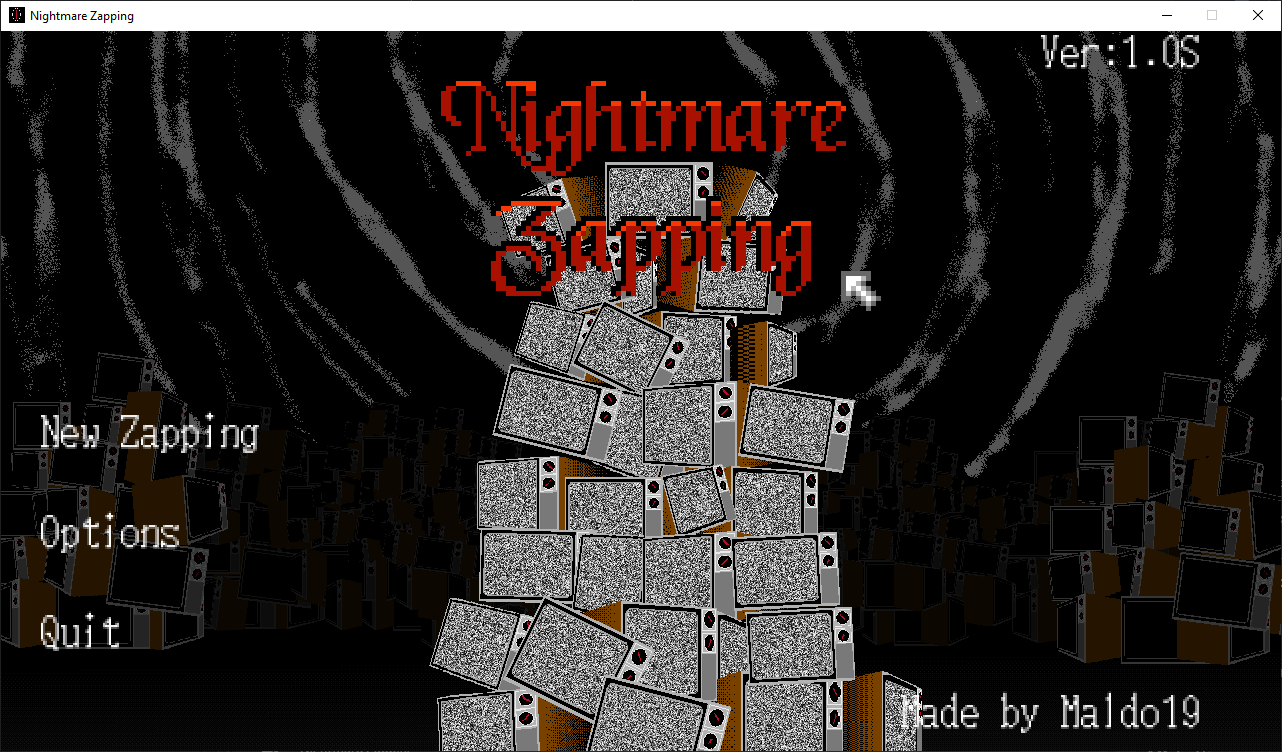 Nightmare Zapping
Ver:1.0S
Nightmare
Zapping
New Zapping
Options
Quit
Made by Maldo19